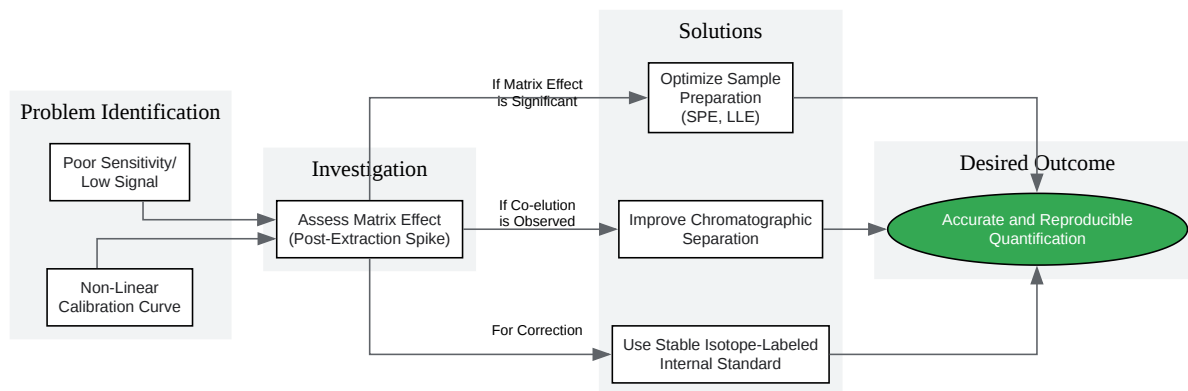 Problem Identification
Poor Sensitivity/
Low Signal
Non-Linear
Calibration Curve
Investigation
Assess Matrix Effect
(Post-Extraction Spike)
If Matrix Effect
is Significant
If Co-elution
is Observed
For Correction
Solutions
Optimize Sample
Preparation
(SPE, LLE)
Improve Chromatographic
Separation
Use Stable Isotope-Labeled
Internal Standard
Desired Outcome
Accurate and Reproducible
Quantification